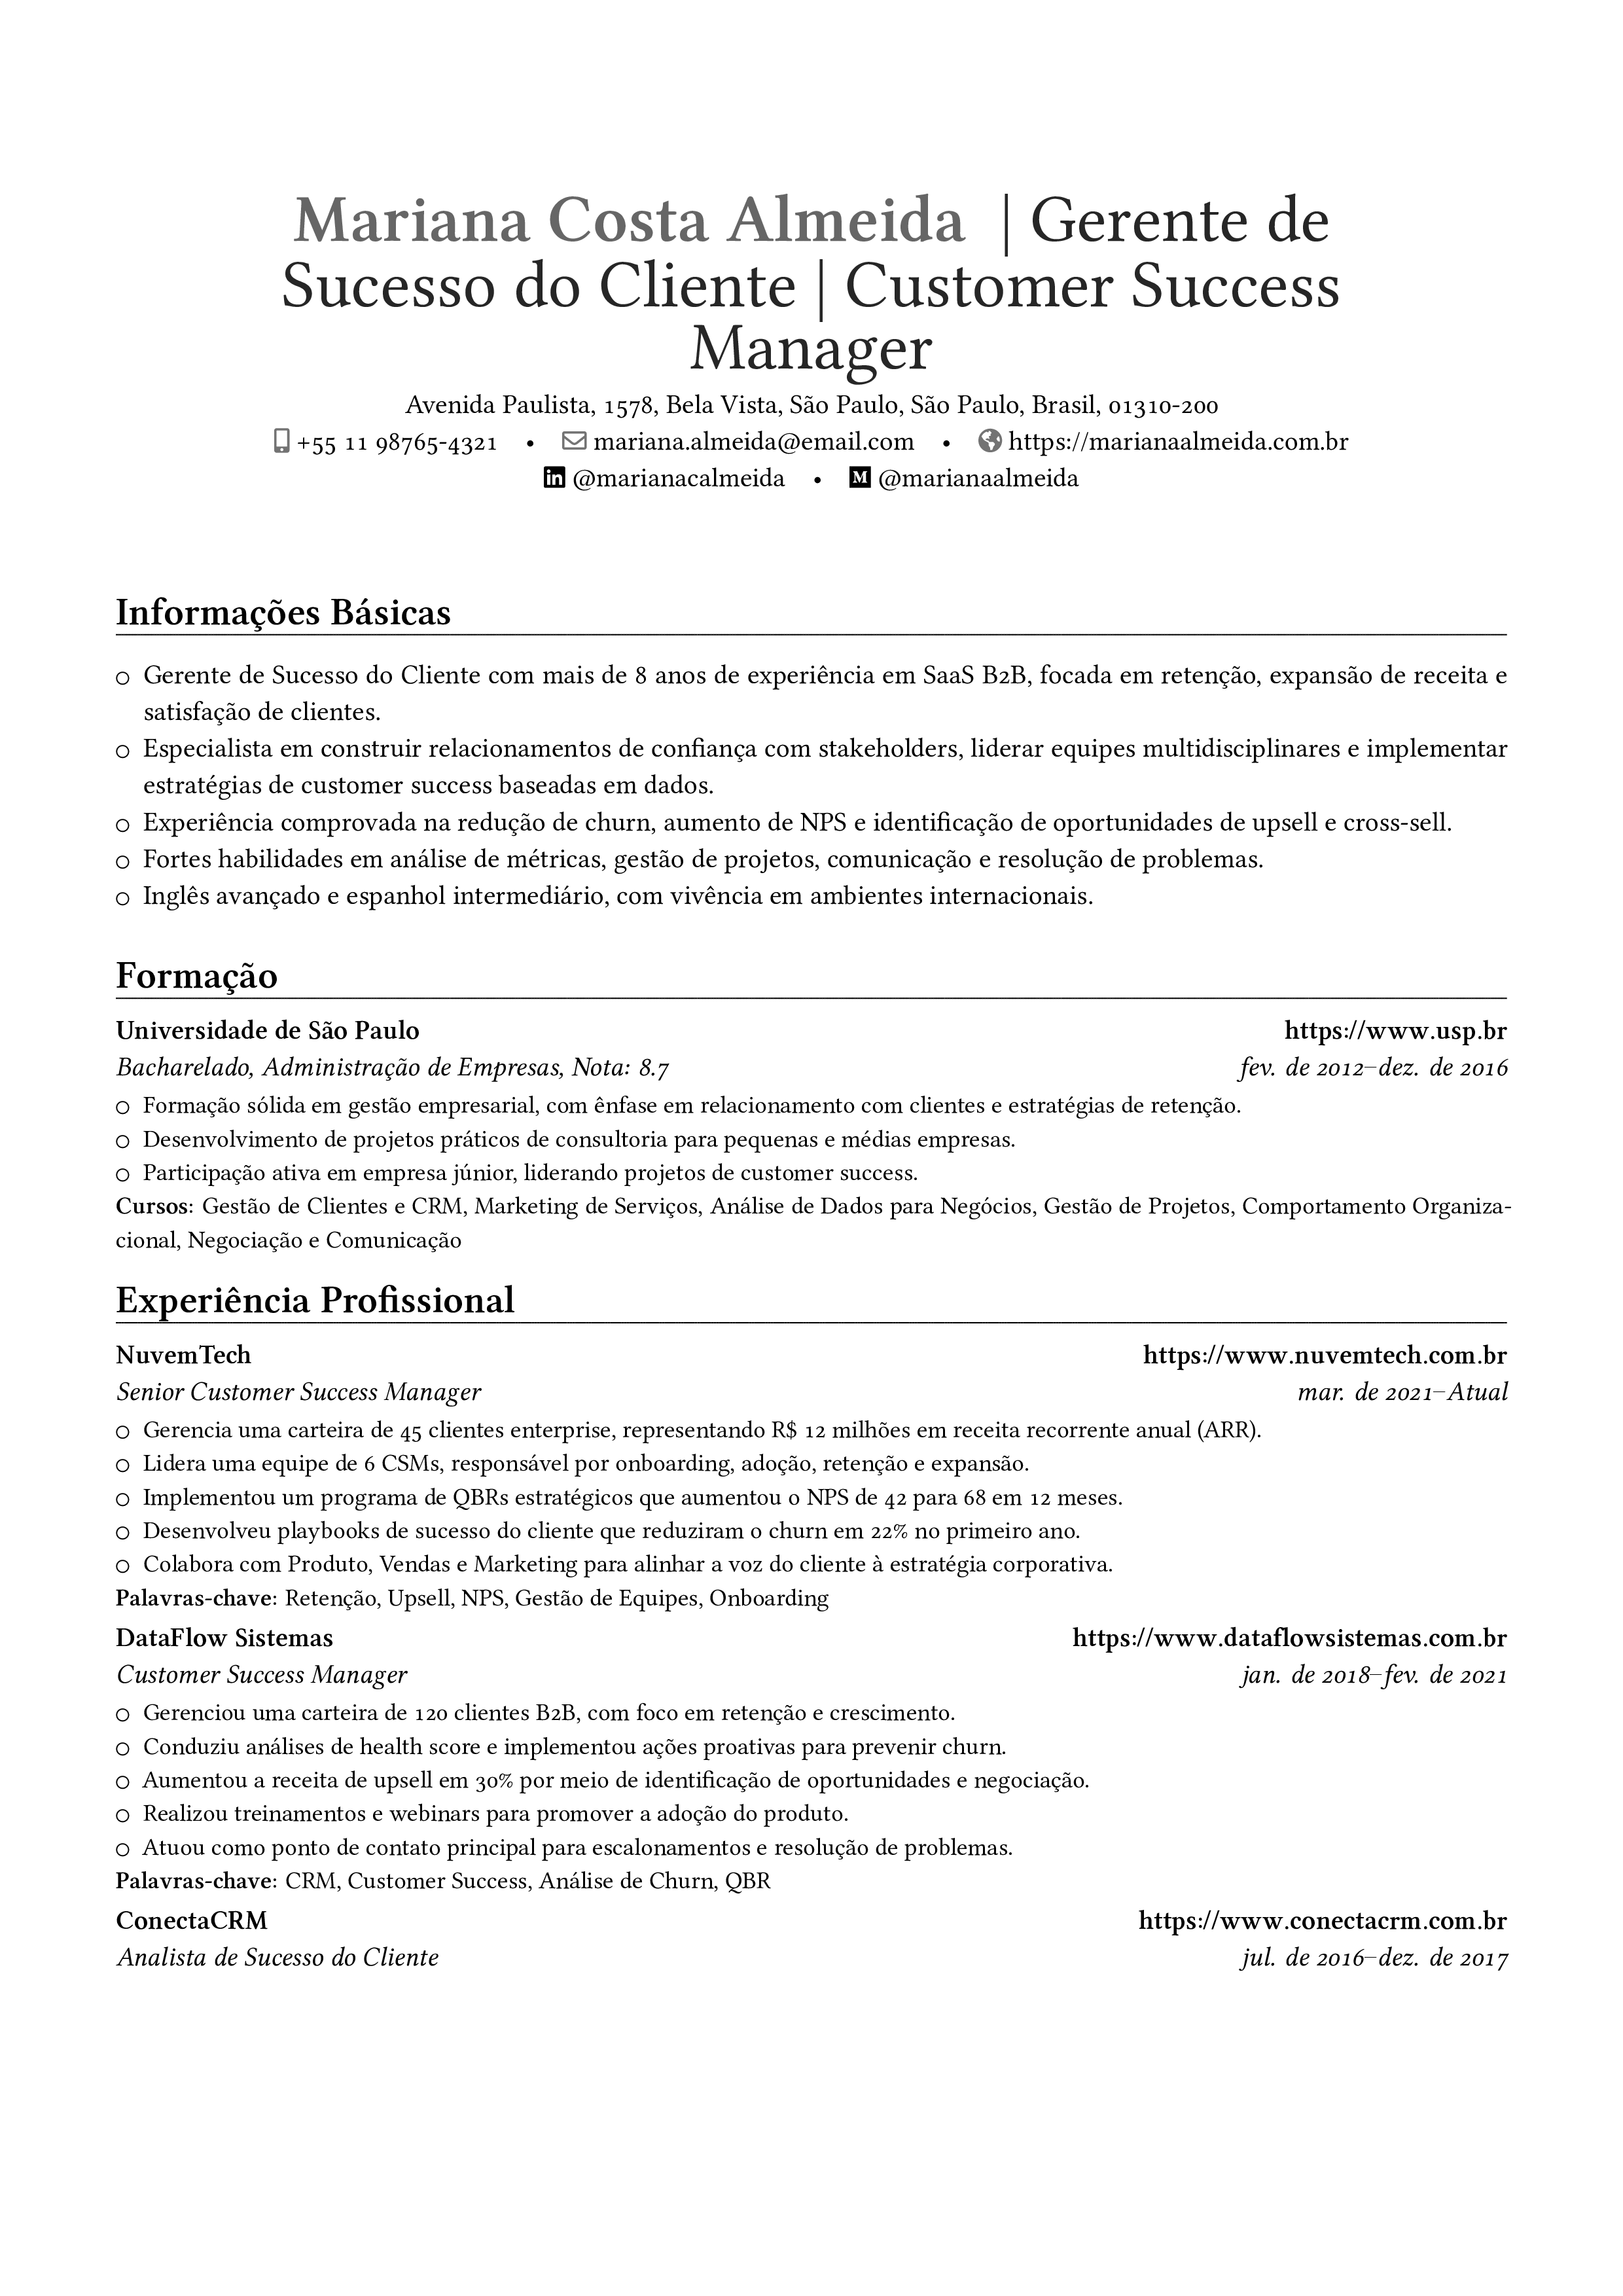 Mariana Costa Almeida | Gerente de
Sucesso do Cliente | Customer Success
Manager
Avenida Paulista, 1578, Bela Vista, São Paulo, São Paulo, Brasil, 01310-200
+55 11 98765-4321 • mariana.almeida@email.com • https://marianaalmeida.com.br
@marianacalmeida • @marianaalmeida
Informações Básicas
Gerente de Sucesso do Cliente com mais de 8 anos de experiência em SaaS B2B, focada em retenção, expansão de receita e
satisfação de clientes.
Especialista em construir relacionamentos de confiança com stakeholders, liderar equipes multidisciplinares e implementar
estratégias de customer success baseadas em dados.
Experiência comprovada na redução de churn, aumento de NPS e identificação de oportunidades de upsell e cross-sell.
Fortes habilidades em análise de métricas, gestão de projetos, comunicação e resolução de problemas.
Inglês avançado e espanhol intermediário, com vivência em ambientes internacionais.
Formação
Universidade de São Paulo https://www.usp.br
Bacharelado, Administração de Empresas, Nota: 8.7 fev. de 2012–dez. de 2016
Formação sólida em gestão empresarial, com ênfase em relacionamento com clientes e estratégias de retenção.
Desenvolvimento de projetos práticos de consultoria para pequenas e médias empresas.
Participação ativa em empresa júnior, liderando projetos de customer success.
Cursos: Gestão de Clientes e CRM, Marketing de Serviços, Análise de Dados para Negócios, Gestão de Projetos, Comportamento Organiza-
cional, Negociação e Comunicação
Experiência Profissional
NuvemTech https://www.nuvemtech.com.br
Senior Customer Success Manager mar. de 2021–Atual
Gerencia uma carteira de 45 clientes enterprise, representando R$ 12 milhões em receita recorrente anual (ARR).
Lidera uma equipe de 6 CSMs, responsável por onboarding, adoção, retenção e expansão.
Implementou um programa de QBRs estratégicos que aumentou o NPS de 42 para 68 em 12 meses.
Desenvolveu playbooks de sucesso do cliente que reduziram o churn em 22% no primeiro ano.
Colabora com Produto, Vendas e Marketing para alinhar a voz do cliente à estratégia corporativa.
Palavras-chave: Retenção, Upsell, NPS, Gestão de Equipes, Onboarding
DataFlow Sistemas https://www.dataflowsistemas.com.br
Customer Success Manager jan. de 2018–fev. de 2021
Gerenciou uma carteira de 120 clientes B2B, com foco em retenção e crescimento.
Conduziu análises de health score e implementou ações proativas para prevenir churn.
Aumentou a receita de upsell em 30% por meio de identificação de oportunidades e negociação.
Realizou treinamentos e webinars para promover a adoção do produto.
Atuou como ponto de contato principal para escalonamentos e resolução de problemas.
Palavras-chave: CRM, Customer Success, Análise de Churn, QBR
ConectaCRM https://www.conectacrm.com.br
Analista de Sucesso do Cliente jul. de 2016–dez. de 2017